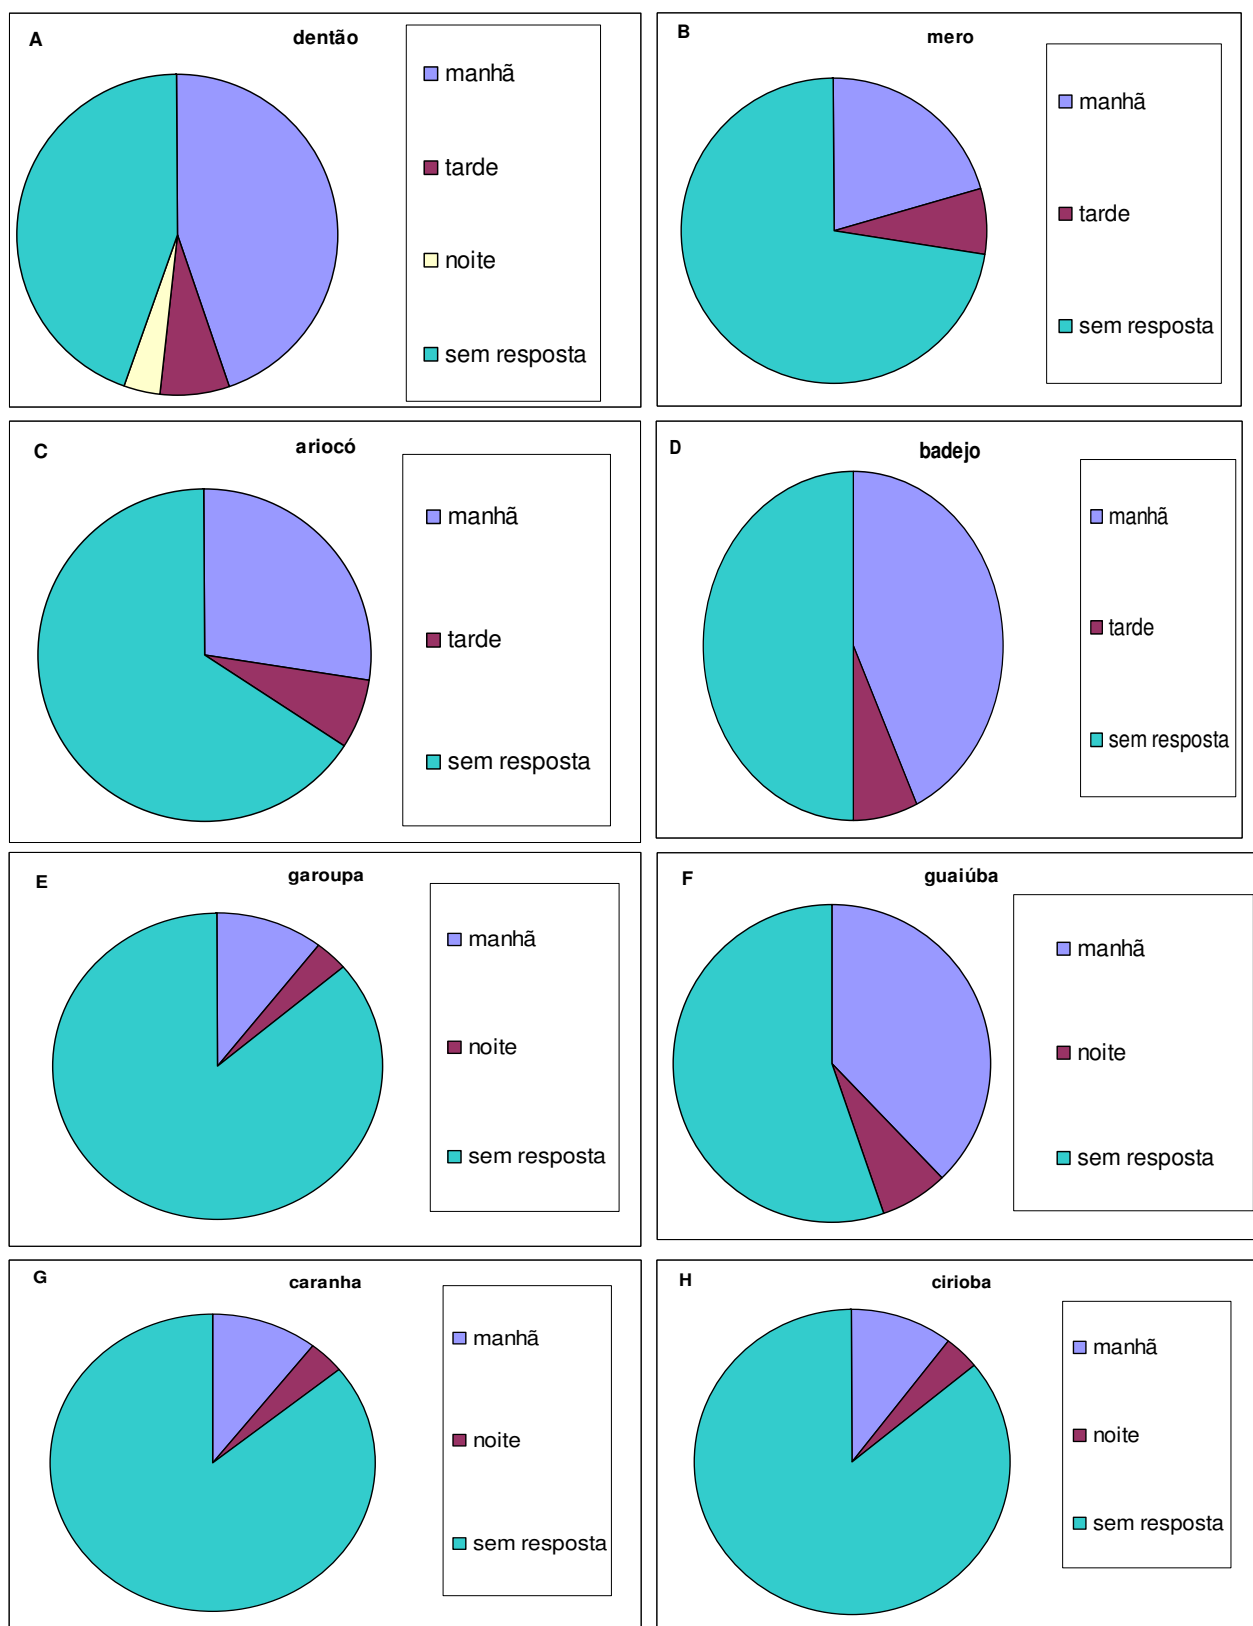 A
dentão
manhã
tarde
noite
sem resposta
B
mero
manhã
tarde
sem resposta
C
ariocó
manhã
tarde
sem resposta
D
badejo
manhã
tarde
sem resposta
E
garoupa
manhã
noite
sem resposta
F
guaiúba
manhã
noite
sem resposta
G
caranha
manhã
noite
sem resposta
H
cirioba
manhã
noite
sem resposta